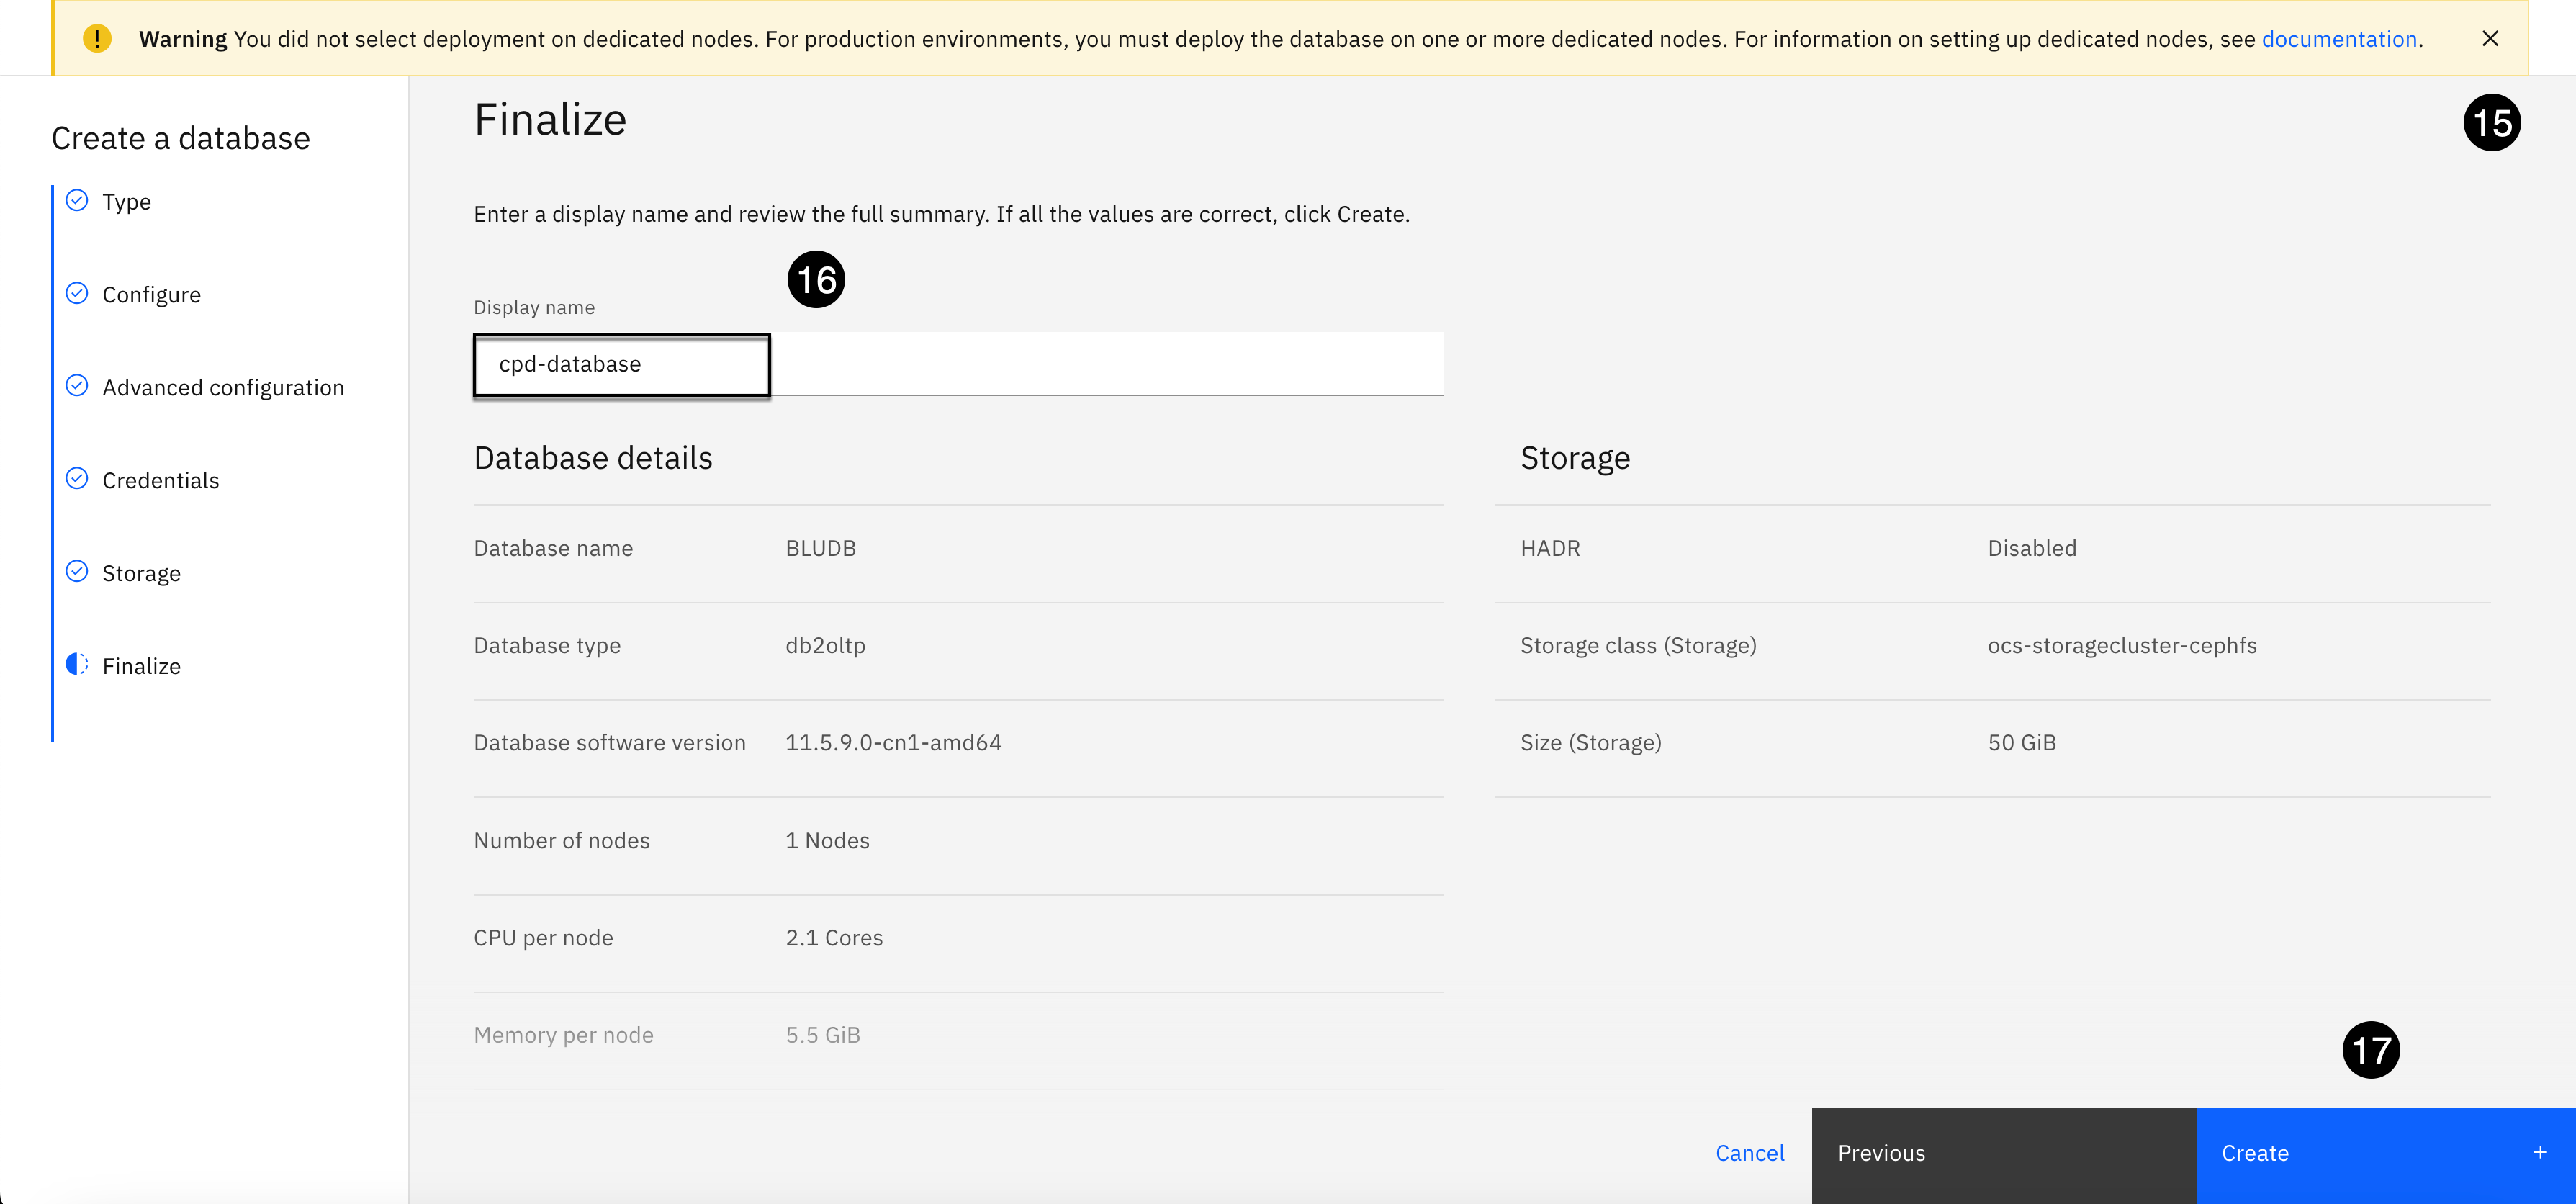 ! Warning You did not select deployment on dedicated nodes. For production environments, you must deploy the database on one or more dedicated nodes. For information on setting up dedicated nodes, see documentation.
Create a database
Type
Configure
Advanced configuration
Credentials
Storage
Finalize
Finalize
15
Enter a display name and review the full summary. If all the values are correct, click Create.
16
Display name
cpd-database
Database details
Database name BLUDB
Database type db2oltp
Database software version 11.5.9.0-cn1-amd64
Number of nodes 1 Nodes
CPU per node 2.1 Cores
Memory per node 5.5 GiB
Storage
HADR Disabled
Storage class (Storage) ocs-storagecluster-cephfs
Size (Storage) 50 GiB
17
Cancel
Previous
Create +